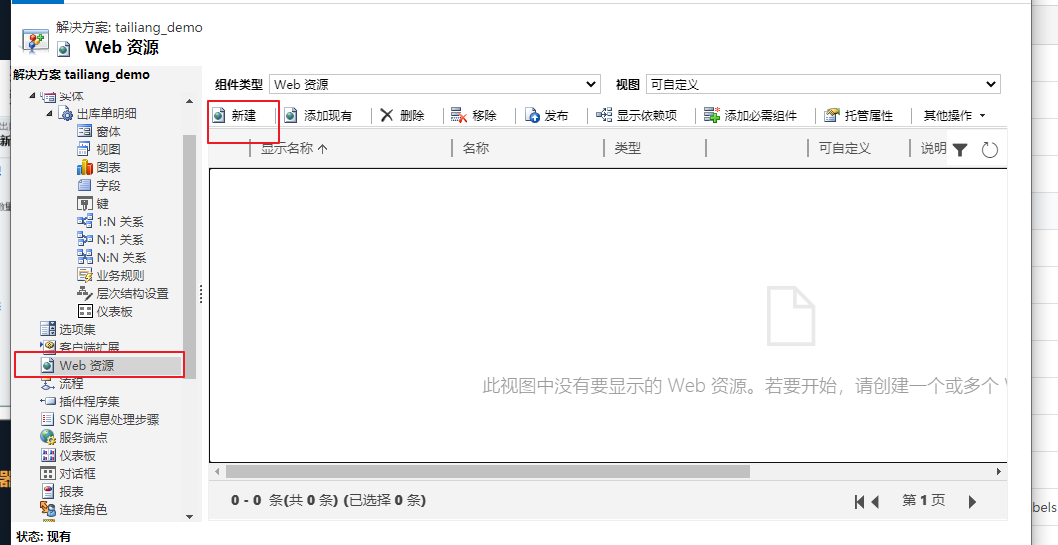 解决方案: tailiang_demo
Web 资源
解决方案 tailiang_demo
实体
出库单明细
窗体
视图
图表
字段
键
1:N 关系
N:1 关系
N:N 关系
业务规则
层次结构设置
仪表板
选项集
客户端扩展
Web 资源
流程
插件程序集
SDK 消息处理步骤
服务端点
仪表板
对话框
报表
连接角色
组件类型 Web 资源 视图 可自定义
新建 添加现有 删除 移除 发布 显示依赖项 添加必需组件 托管属性 其他操作
显示名称 ↑ 名称 类型 可自定义 说明
此视图中没有要显示的 Web 资源。若要开始，请创建一个或多个
0 - 0 条(共 0 条) (已选择 0 条)
第 1 页
状态: 现有
bels